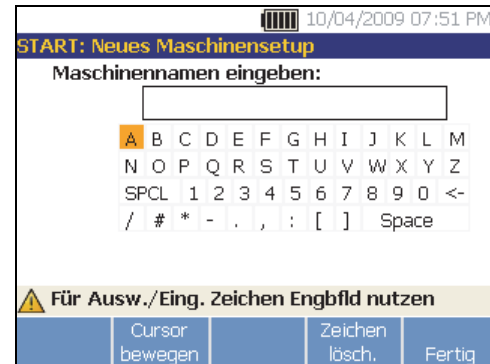 10/04/2009 07:51 PM
START: Neues Maschinensetup
Maschinennamen eingeben:
A B C D E F G H I J K L M
N O P Q R S T U V W X Y Z
SPCL 1 2 3 4 5 6 7 8 9 0 <-
/ # * - . , : [ ] Space
Für Ausw./Eing. Zeichen Engbfld nutzen
Cursor bewegen
Zeichen lösch.
Fertig